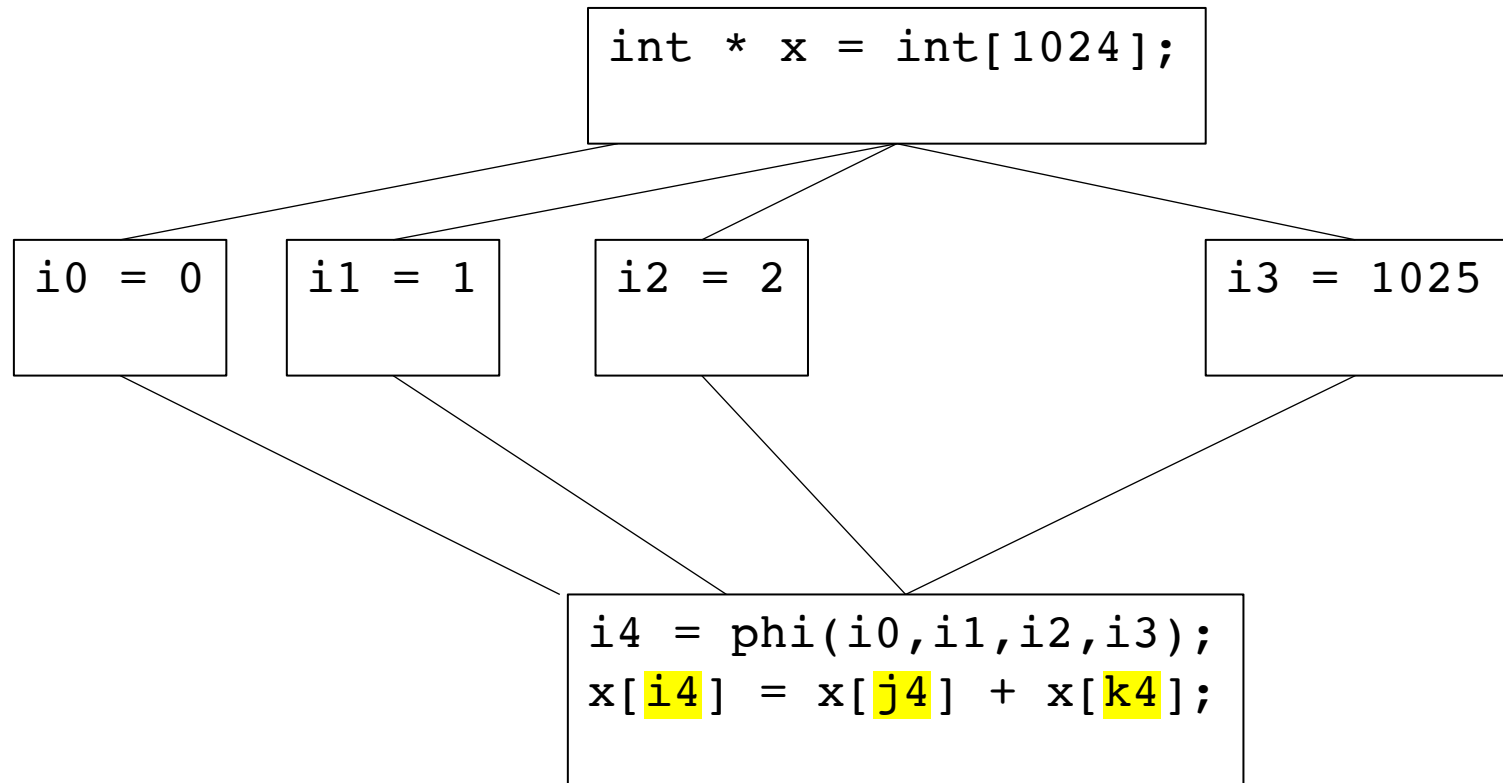 int * x = int[1024];
i0 = 0
i1 = 1
i2 = 2
i3 = 1025
i4 = phi(i0,i1,i2,i3);
x[i4] = x[j4] + x[k4];